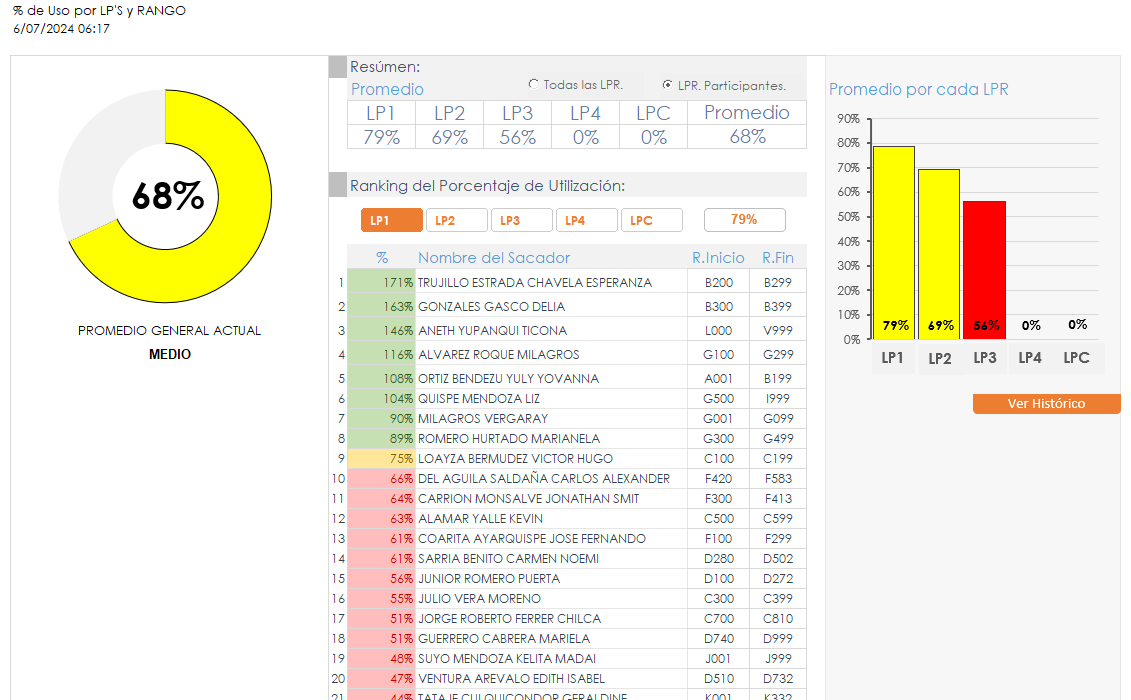 % de Uso por LP'S y RANGO
6/07/2024 06:17
68%
PROMEDIO GENERAL ACTUAL
MEDIO
Resúmen:
Promedio
Todas las LPR.
LPR. Participantes.
LP1 LP2 LP3 LP4 LPC Promedio
79% 69% 56% 0% 0% 68%
Ranking del Porcentaje de Utilización:
LP1 LP2 LP3 LP4 LPC 79%
% Nombre del Sacador R.Inicio R.Fin
1 171% TRUJILLO ESTRADA CHAVELA ESPERANZA B200 B299
2 163% GONZALES GASCO DELIA B300 B399
3 146% ANETH YUPANQUI TICONA L000 V999
4 116% ALVAREZ ROQUE MILAGROS G100 G299
5 108% ORTIZ BENDEZU YULY YOVANNA A001 B199
6 104% QUISPE MENDOZA LIZ G500 I999
7 90% MILAGROS VERGARAY G001 G099
8 89% ROMERO HURTADO MARIANELA G300 G499
9 75% LOAYZA BERMUDEZ VICTOR HUGO C100 C199
10 66% DEL AGUILA SALDAÑA CARLOS ALEXANDER F420 F583
11 64% CARRION MONSALVE JONATHAN SMIT F300 F413
12 63% ALAMAR YALLE KEVIN C500 C599
13 61% COARITA AYARQUISPE JOSE FERNANDO F100 F299
14 61% SARRIA BENITO CARMEN NOEMI D280 D502
15 56% JUNIOR ROMERO PUERTA D100 D272
16 55% JULIO VERA MORENO C300 C399
17 51% JORGE ROBERTO FERRER CHILCA C700 C810
18 51% GUERRERO CABRERA MARIELA D740 D999
19 48% SUYO MENDOZA KELITA MADAI J001 J999
20 47% VENTURA AREVALO EDITH ISABEL D510 D732
21 44% TATAJE CULQUICONDOR GERALDINE K001 K332
Promedio por cada LPR
90%
80%
70%
60%
50%
40%
30%
20%
10%
0%
79% 69% 56% 0% 0%
LP1 LP2 LP3 LP4 LPC
Ver Histórico